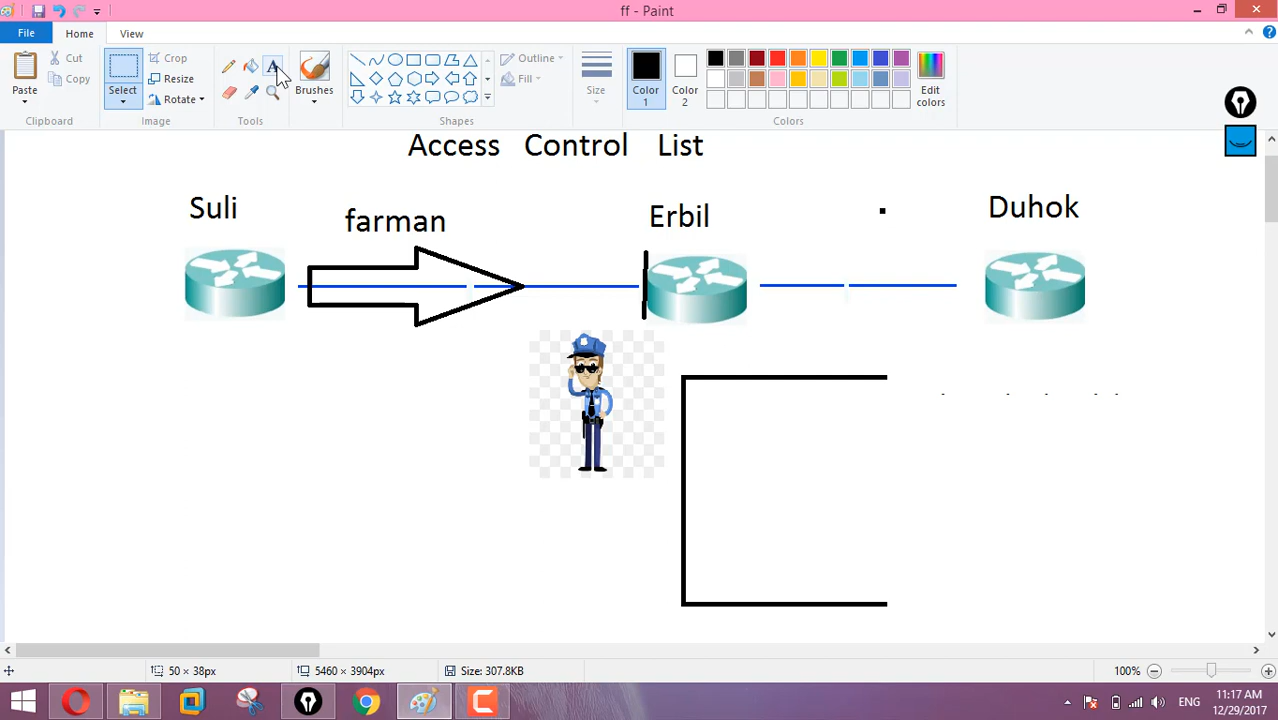 ff - Paint
File
Home
View
Paste
Cut
Copy
Clipboard
Select
Crop
Resize
Rotate
Image
Tools
Brushes
Shapes
Outline
Fill
Size
Color 1
Color 2
Edit colors
Colors
Access Control List
Suli
farman
Erbil
Duhok
50 × 38px
5460 × 3904px
Size: 307.8KB
100%
ENG
11:17 AM
12/29/2017